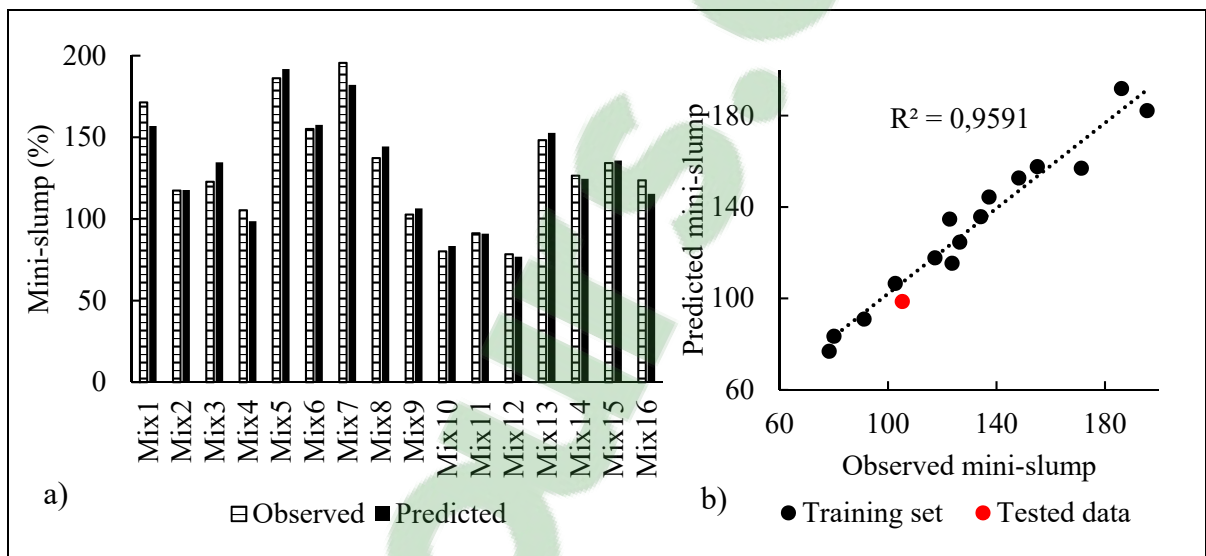 200
150
100
50
0
Mini-slump (%)
Mix1
Mix2
Mix3
Mix4
Mix5
Mix6
Mix7
Mix8
Mix9
Mix10
Mix11
Mix12
Mix13
Mix14
Mix15
Mix16
a)
Observed Predicted
R² = 0,9591
180
140
100
60
Predicted mini-slump
60 100 140 180
Observed mini-slump
b)
Training set Tested data